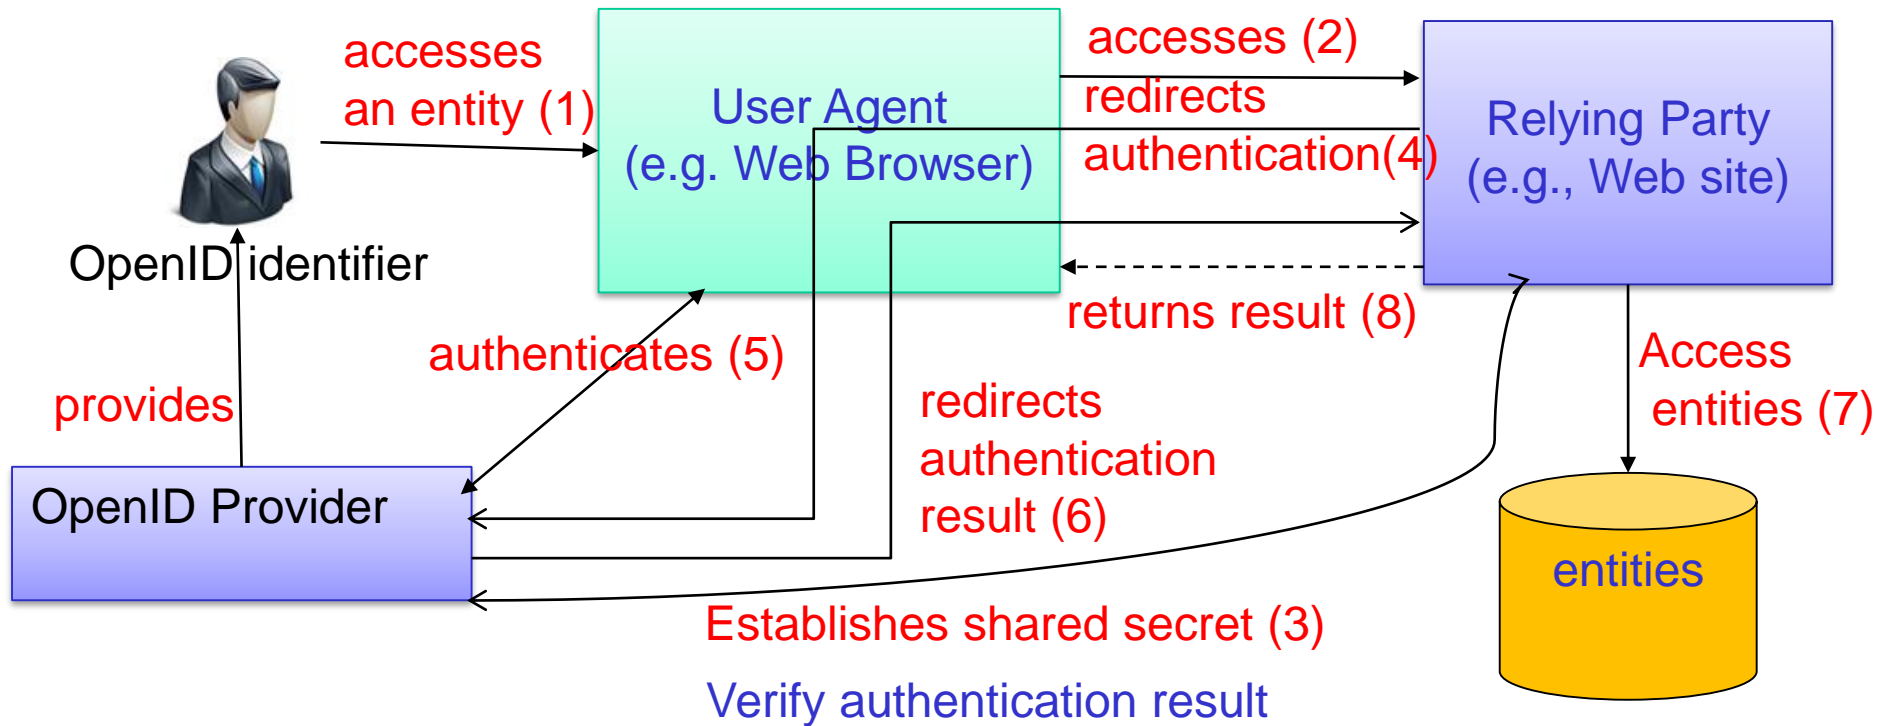 accesses
an entity (1)
User Agent
(e.g. Web Browser)
accesses (2)
redirects
authentication(4)
Relying Party
(e.g., Web site)
OpenID identifier
returns result (8)
authenticates (5)
provides
redirects
authentication
result (6)
Access
entities (7)
OpenID Provider
entities
Establishes shared secret (3)
Verify authentication result